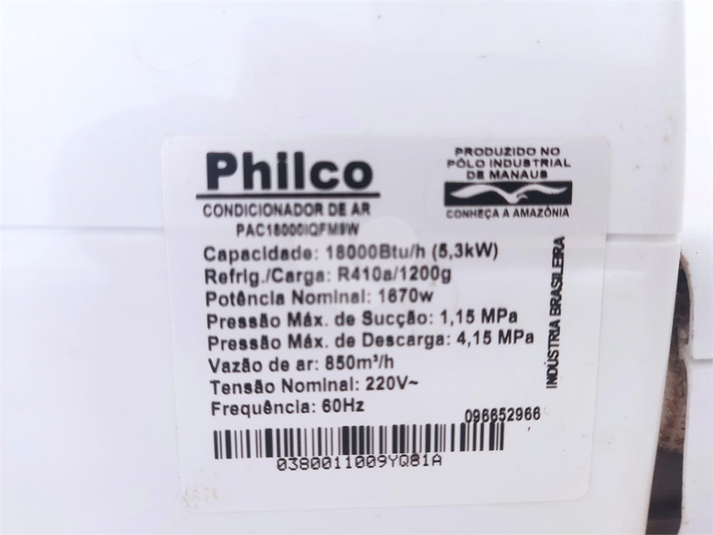 Philco
CONDICIONADOR DE AR
PAC18000IQFM9W
Capacidade: 18000Btu/h (5,3kW)
Refrig./Carga: R410a/1200g
Potência Nominal: 1670w
Pressão Máx. de Sucção: 1,15 MPa
Pressão Máx. de Descarga: 4,15 MPa
Vazão de ar: 850m³/h
Tensão Nominal: 220V~
Frequência: 60Hz
PRODUZIDO NO
PÓLO INDUSTRIAL
DE MANAUS
CONHEÇA A AMAZÔNIA
INDÚSTRIA BRASILEIRA
096652966
0380011009YQ81A